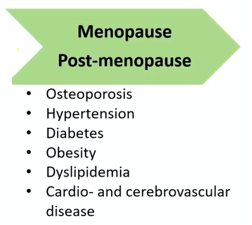 Menopause
Post-menopause
• Osteoporosis
• Hypertension
• Diabetes
• Obesity
• Dyslipidemia
• Cardio- and cerebrovascular
disease